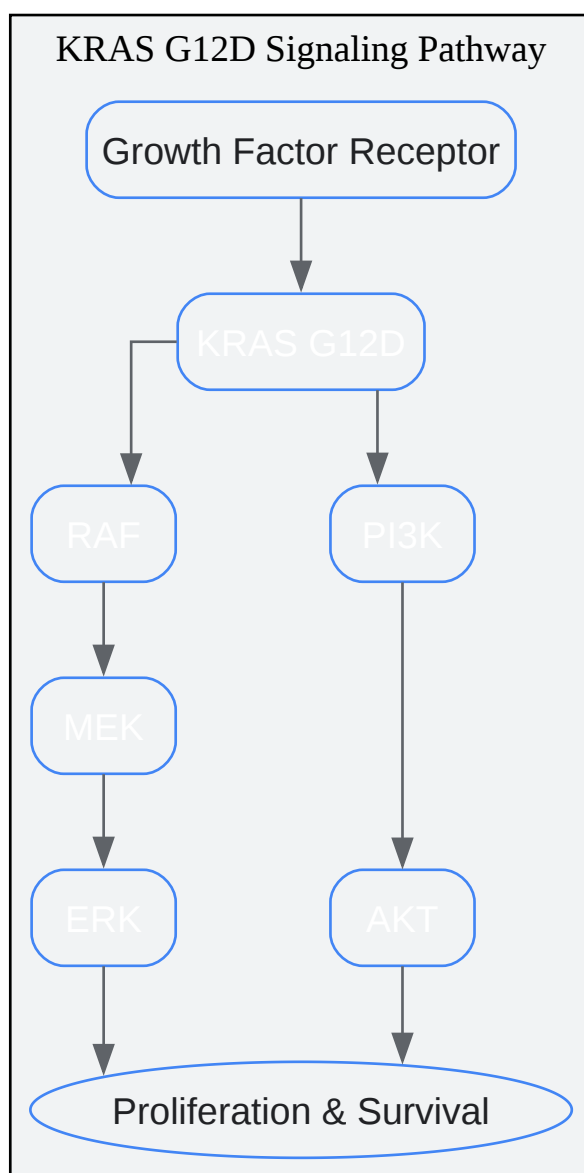 KRAS G12D Signaling Pathway
Growth Factor Receptor
KRAS G12D
RAF
PI3K
MEK
ERK
AKT
Proliferation & Survival